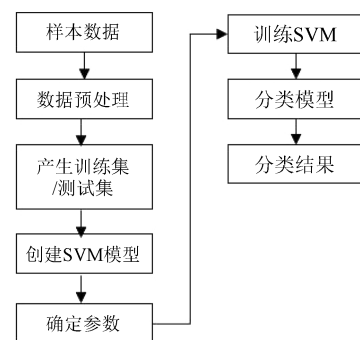 样本数据
数据预处理
产生训练集
/测试集
创建SVM模型
确定参数
训练SVM
分类模型
分类结果